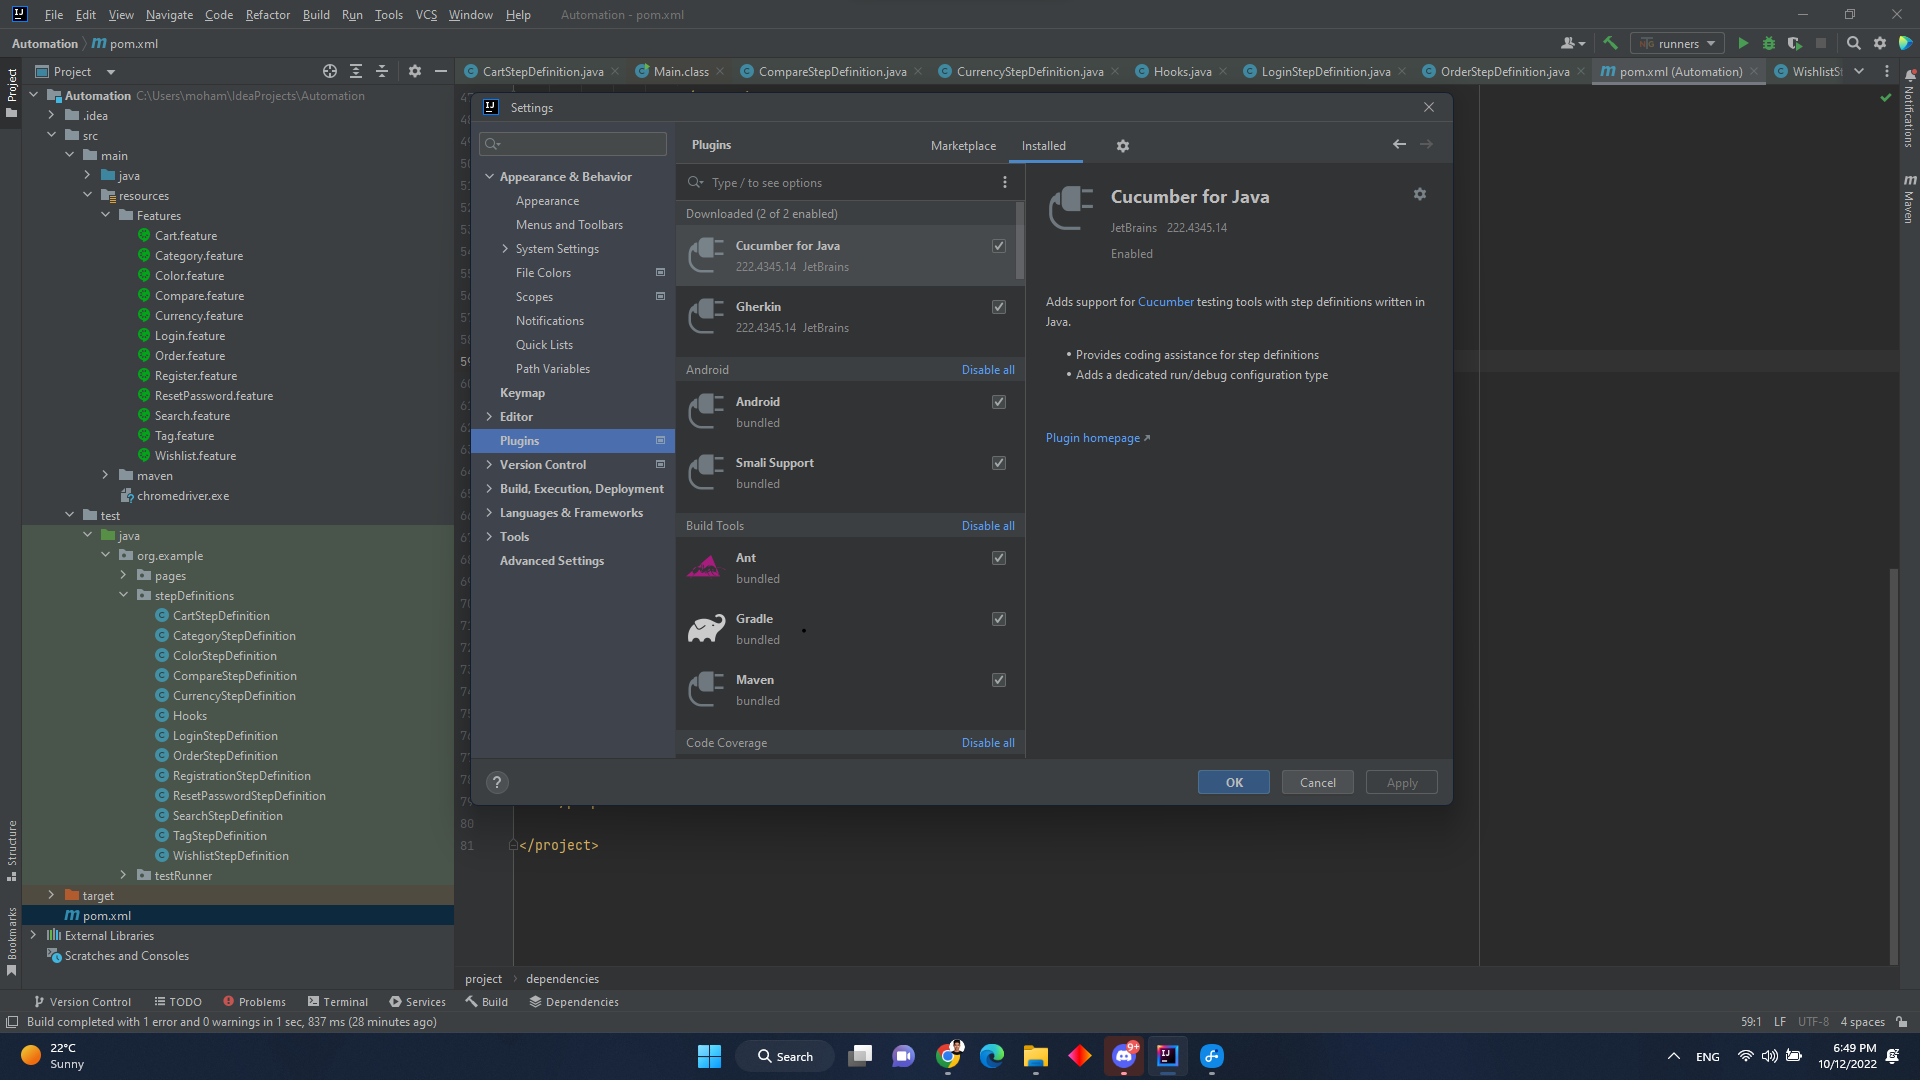 File Edit View Navigate Code Refactor Build Run Tools VCS Window Help Automation - pom.xml
Automation pom.xml
runners
Project
CartStepDefinition.java Main.class CompareStepDefinition.java CurrencyStepDefinition.java Hooks.java LoginStepDefinition.java OrderStepDefinition.java pom.xml (Automation) WishlistSt
Project
Structure
Bookmarks
Notifications
Maven
Automation C:\Users\moham\IdeaProjects\Automation
.idea
src
main
java
resources
Features
Cart.feature
Category.feature
Color.feature
Compare.feature
Currency.feature
Login.feature
Order.feature
Register.feature
ResetPassword.feature
Search.feature
Tag.feature
Wishlist.feature
maven
chromedriver.exe
test
java
org.example
pages
stepDefinitions
CartStepDefinition
CategoryStepDefinition
ColorStepDefinition
CompareStepDefinition
CurrencyStepDefinition
Hooks
LoginStepDefinition
OrderStepDefinition
RegistrationStepDefinition
ResetPasswordStepDefinition
SearchStepDefinition
TagStepDefinition
WishlistStepDefinition
testRunner
target
pom.xml
External Libraries
Scratches and Consoles
Settings
Appearance & Behavior
Appearance
Menus and Toolbars
System Settings
File Colors
Scopes
Notifications
Quick Lists
Path Variables
Keymap
Editor
Plugins
Version Control
Build, Execution, Deployment
Languages & Frameworks
Tools
Advanced Settings
Plugins Marketplace Installed
Type / to see options
Downloaded (2 of 2 enabled)
Cucumber for Java
222.4345.14 JetBrains
Gherkin
222.4345.14 JetBrains
Android Disable all
Android
bundled
Smali Support
bundled
Build Tools Disable all
Ant
bundled
Gradle
bundled
Maven
bundled
Code Coverage Disable all
Cucumber for Java
JetBrains 222.4345.14
Enabled
Adds support for Cucumber testing tools with step definitions written in
Java.
• Provides coding assistance for step definitions
• Adds a dedicated run/debug configuration type
Plugin homepage ↗
? OK Cancel Apply
80
81 </project>
project dependencies
Version Control TODO Problems Terminal Services Build Dependencies
Build completed with 1 error and 0 warnings in 1 sec, 837 ms (28 minutes ago) 59:1 LF UTF-8 4 spaces
22°C
Sunny
Search
9+
ENG
6:49 PM
10/12/2022